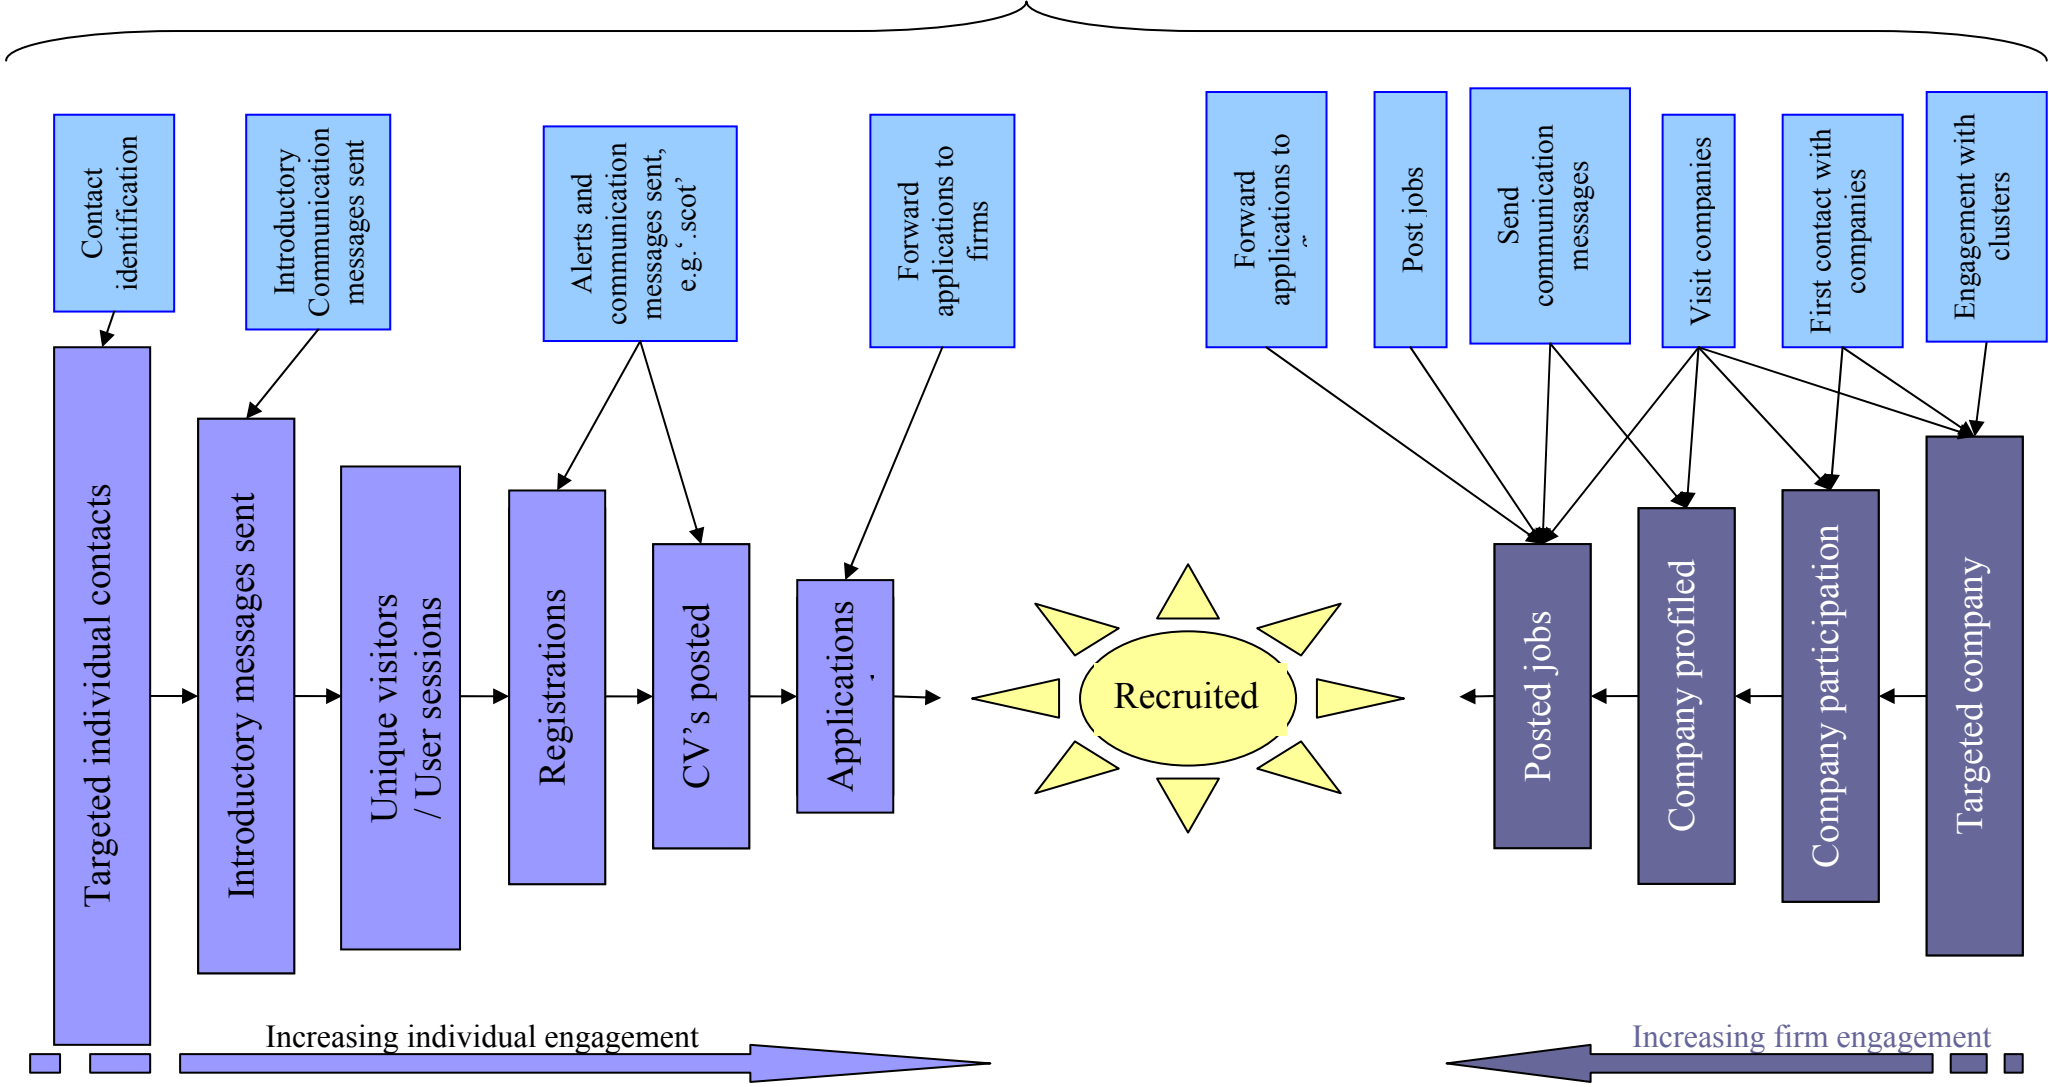 Contact
identification
Introductory
Communication
messages sent
Alerts and
communication
messages sent,
e.g.‘.scot’
Forward
applications to
firms
Forward
applications to
Post jobs
Send
communication
messages
Visit companies
First contact with
companies
Engagement with
clusters
Targeted individual contacts
Introductory messages sent
Unique visitors
/ User sessions
Registrations
CV’s posted
Applications
Recruited
Posted jobs
Company profiled
Company participation
Targeted company
Increasing individual engagement
Increasing firm engagement